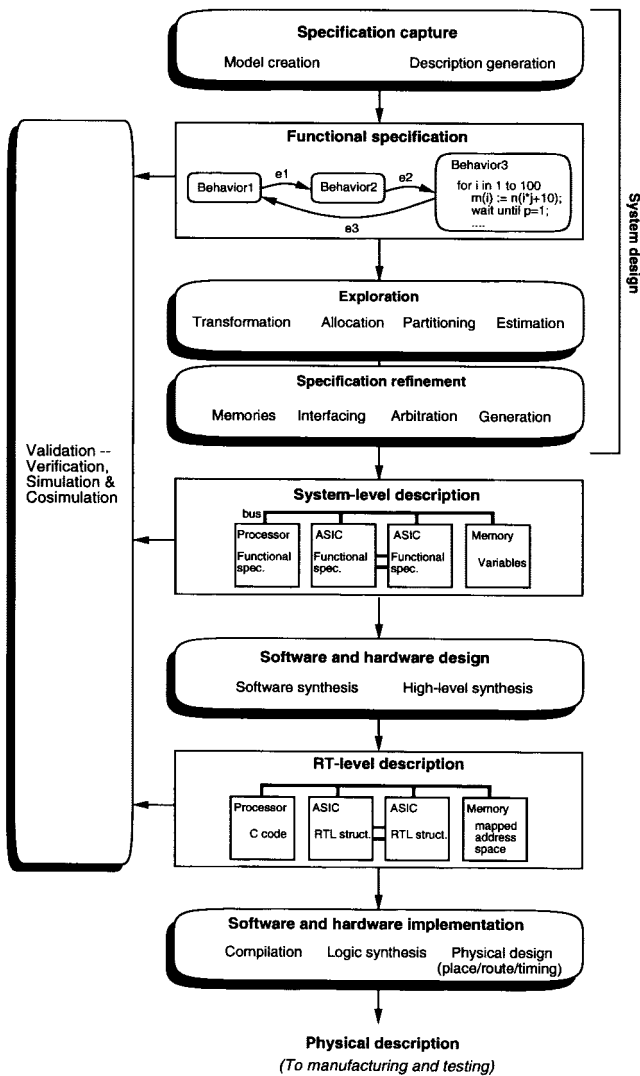 Specification capture
Model creation Description generation
Functional specification
Behavior1
e1
Behavior2
e2
Behavior3
for i in 1 to 100
m(i) := n(i*j+10);
wait until p=1;
....
e3
System design
Exploration
Transformation Allocation Partitioning Estimation
Specification refinement
Memories Interfacing Arbitration Generation
Validation --
Verification,
Simulation &
Cosimulation
System-level description
bus
Processor
Functional
spec.
ASIC
Functional
spec.
ASIC
Functional
spec.
Memory
Variables
Software and hardware design
Software synthesis High-level synthesis
RT-level description
Processor
C code
ASIC
RTL struct.
ASIC
RTL struct.
Memory
mapped
address
space
Software and hardware implementation
Compilation Logic synthesis Physical design
(place/route/timing)
Physical description
(To manufacturing and testing)